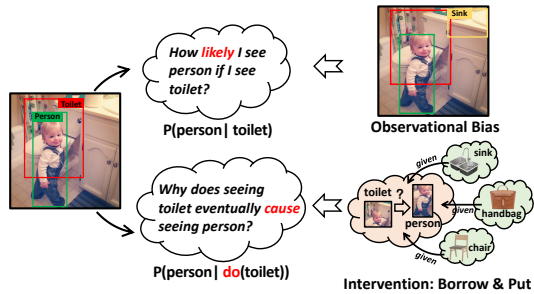 Toilet
Person
How likely I see
person if I see
toilet?
P(person| toilet)
Sink
Observational Bias
Why does seeing
toilet eventually cause
seeing person?
P(person| do(toilet))
sink
given
toilet ?
person
given
handbag
given
chair
Intervention: Borrow & Put